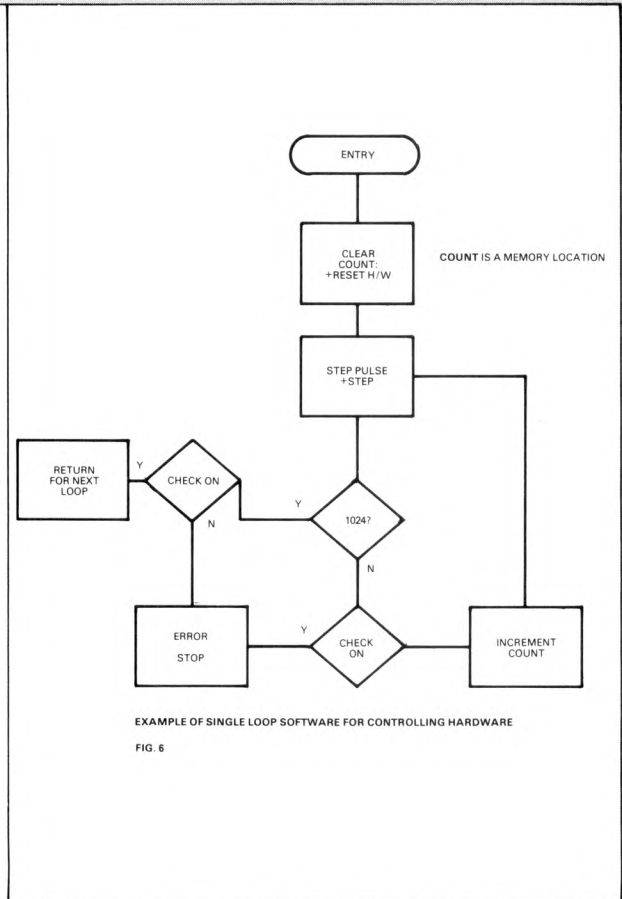 ENTRY
CLEAR
COUNT:
+RESET H/W
COUNT IS A MEMORY LOCATION
STEP PULSE
+STEP
RETURN
FOR NEXT
LOOP
Y
CHECK ON
N
Y
1024?
N
ERROR
STOP
Y
CHECK
ON
INCREMENT
COUNT
EXAMPLE OF SINGLE LOOP SOFTWARE FOR CONTROLLING HARDWARE
FIG. 6